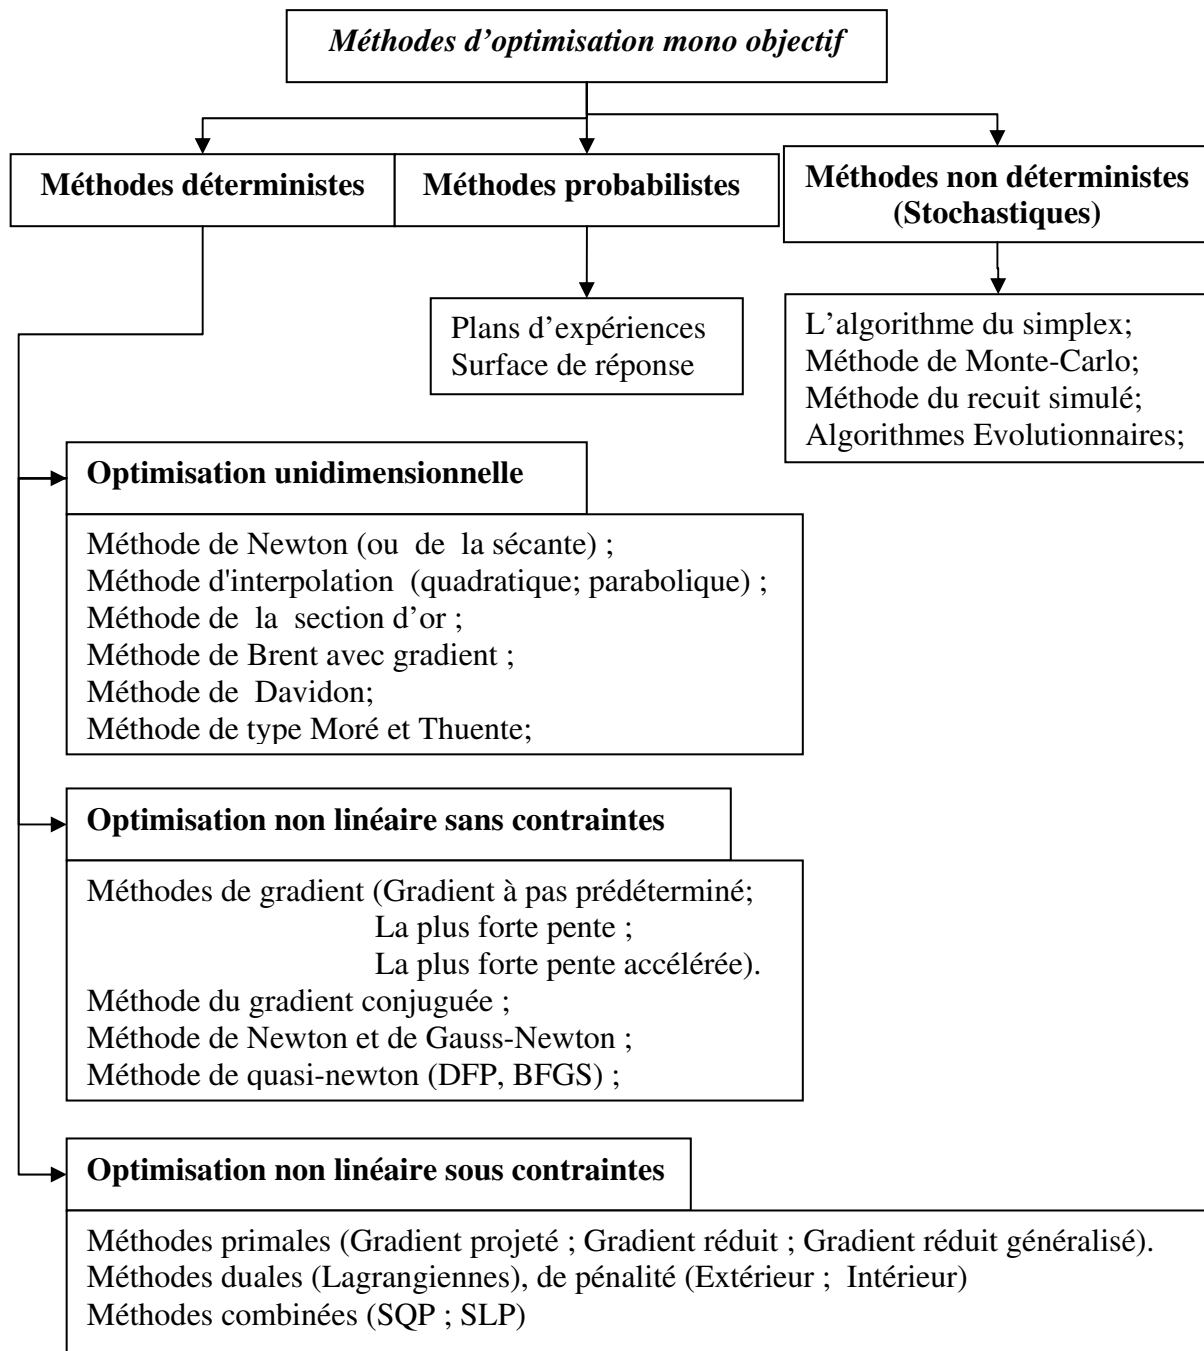 Méthodes d’optimisation mono objectif
Méthodes déterministes
Méthodes probabilistes
Méthodes non déterministes
(Stochastiques)
Plans d’expériences
Surface de réponse
L’algorithme du simplex;
Méthode de Monte-Carlo;
Méthode du recuit simulé;
Algorithmes Evolutionnaires;
Optimisation unidimensionnelle
Méthode de Newton (ou de la sécante) ;
Méthode d'interpolation (quadratique; parabolique) ;
Méthode de la section d’or ;
Méthode de Brent avec gradient ;
Méthode de Davidon;
Méthode de type Moré et Thuente;
Optimisation non linéaire sans contraintes
Méthodes de gradient (Gradient à pas prédéterminé;
La plus forte pente ;
La plus forte pente accélérée).
Méthode du gradient conjuguée ;
Méthode de Newton et de Gauss-Newton ;
Méthode de quasi-newton (DFP, BFGS) ;
Optimisation non linéaire sous contraintes
Méthodes primales (Gradient projeté ; Gradient réduit ; Gradient réduit généralisé).
Méthodes duales (Lagrangiennes), de pénalité (Extérieur ; Intérieur)
Méthodes combinées (SQP ; SLP)